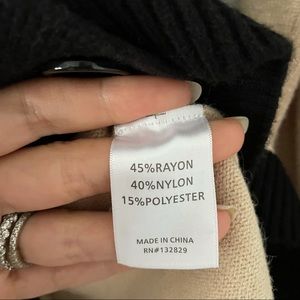 45%RAYON
40%NYLON
15%POLYESTER
MADE IN CHINA
RN#132829